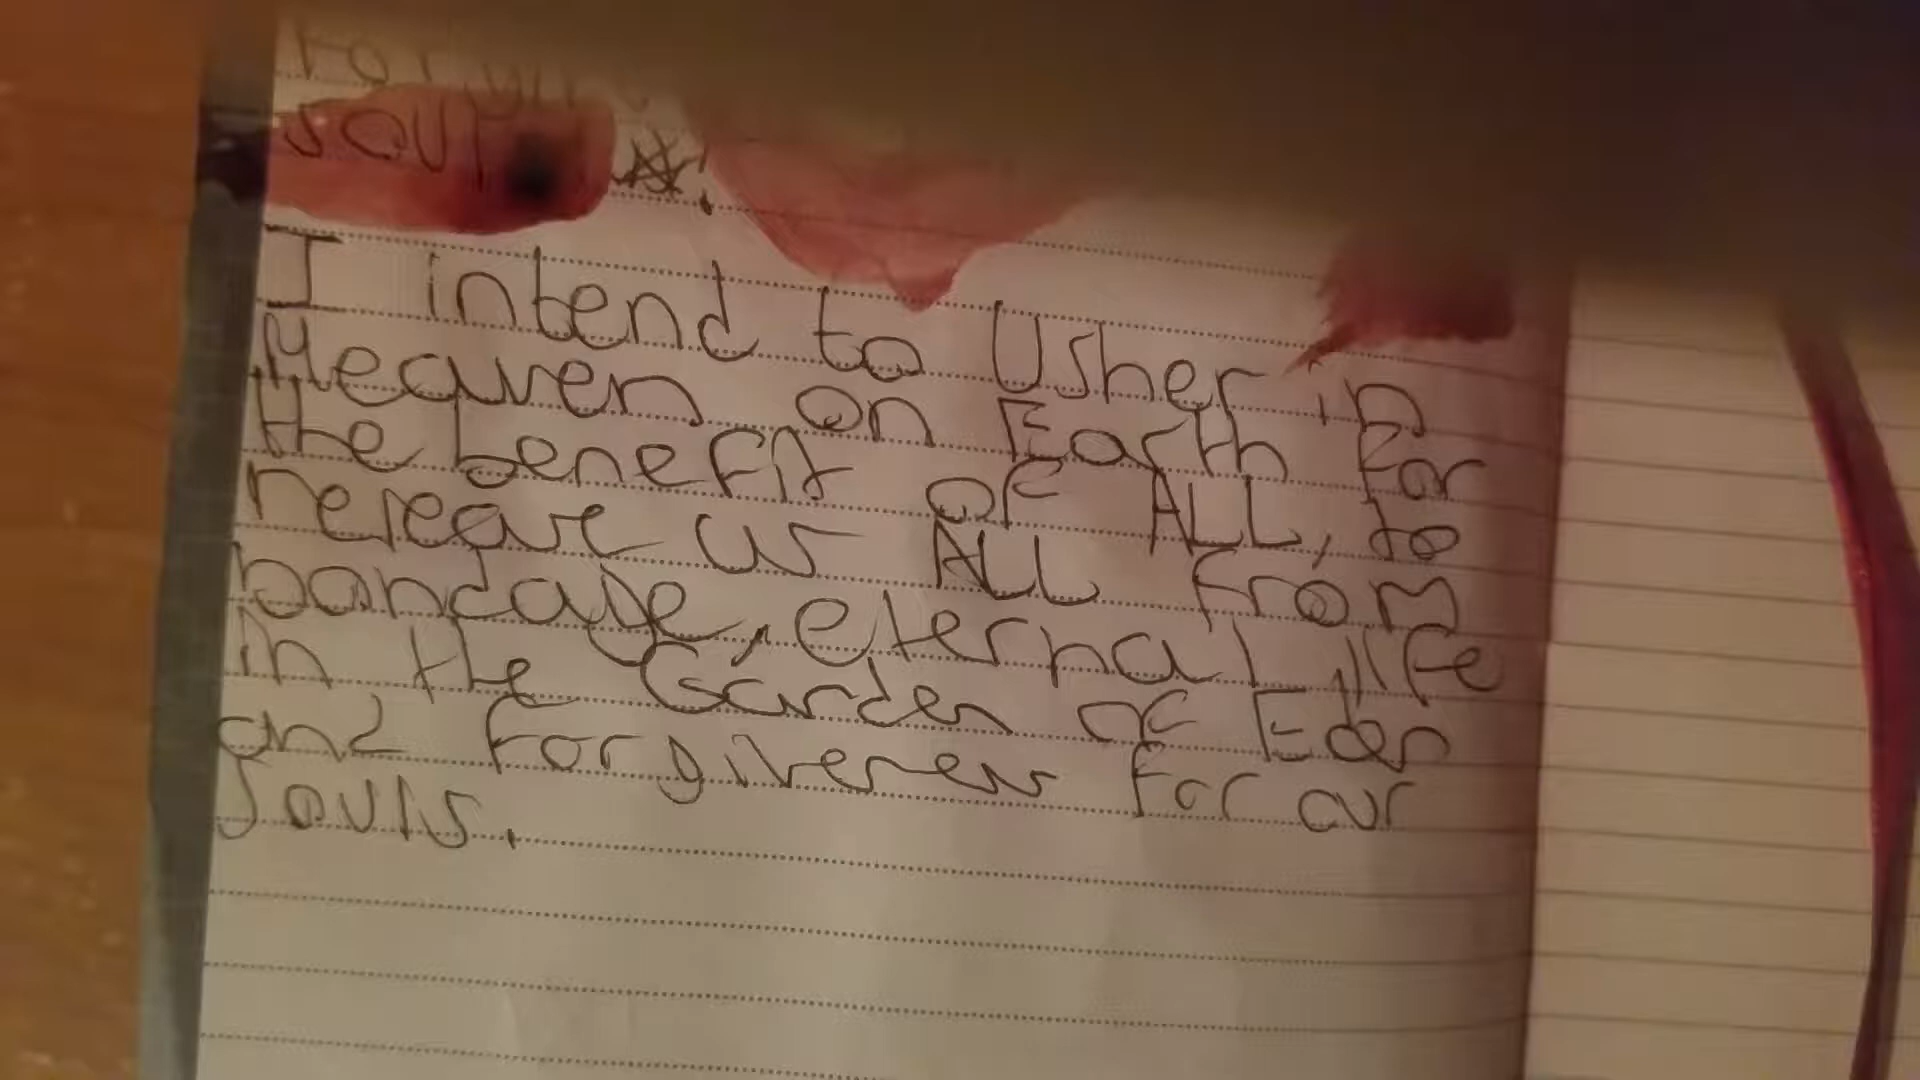 soul
I intend to Usher in
Heaven on Earth For
the benefit of ALL, to
release us ALL From
bondage, eternal life
in the Garden of Eden
and Forgiveness For our
Souls.